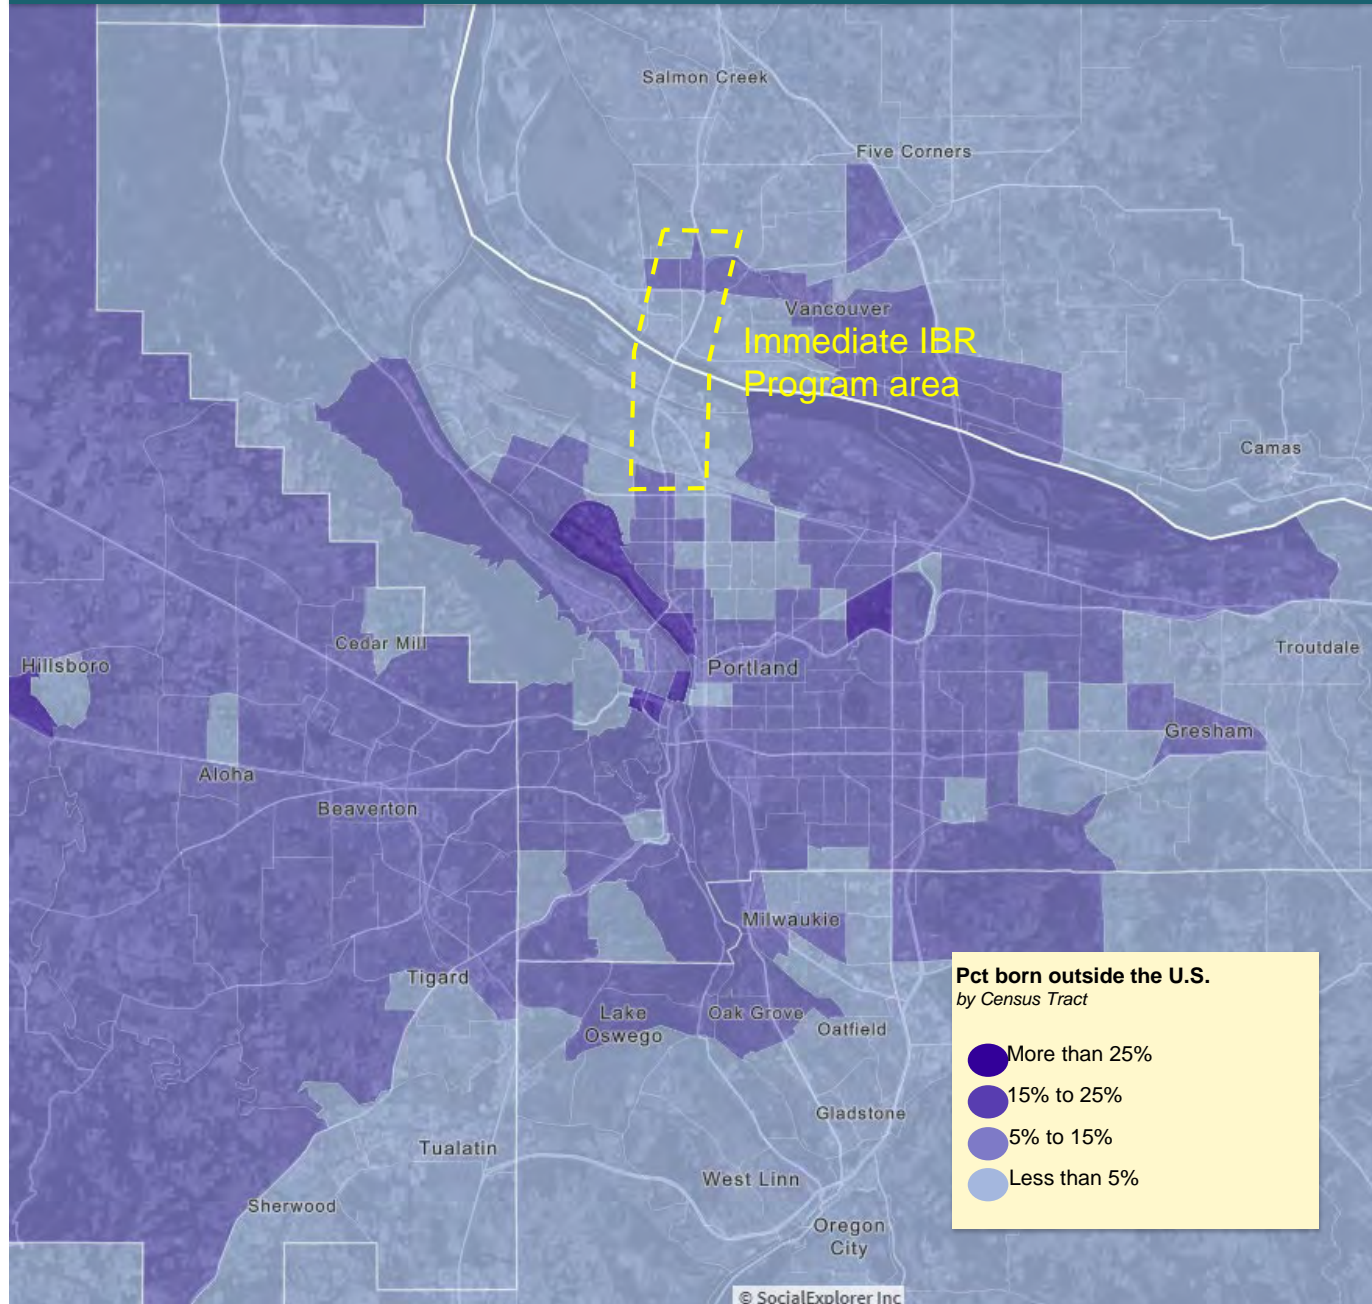 Salmon Creek
Five Corners
Vancouver
Immediate IBR
Program area
Camas
Cedar Mill
Hillsboro
Portland
Troutdale
Gresham
Aloha
Beaverton
Milwaukie
Tigard
Lake
Oswego
Oak Grove
Oatfield
Gladstone
Tualatin
West Linn
Sherwood
Oregon
City
Pct born outside the U.S.
by Census Tract
More than 25%
15% to 25%
5% to 15%
Less than 5%
© SocialExplorer Inc